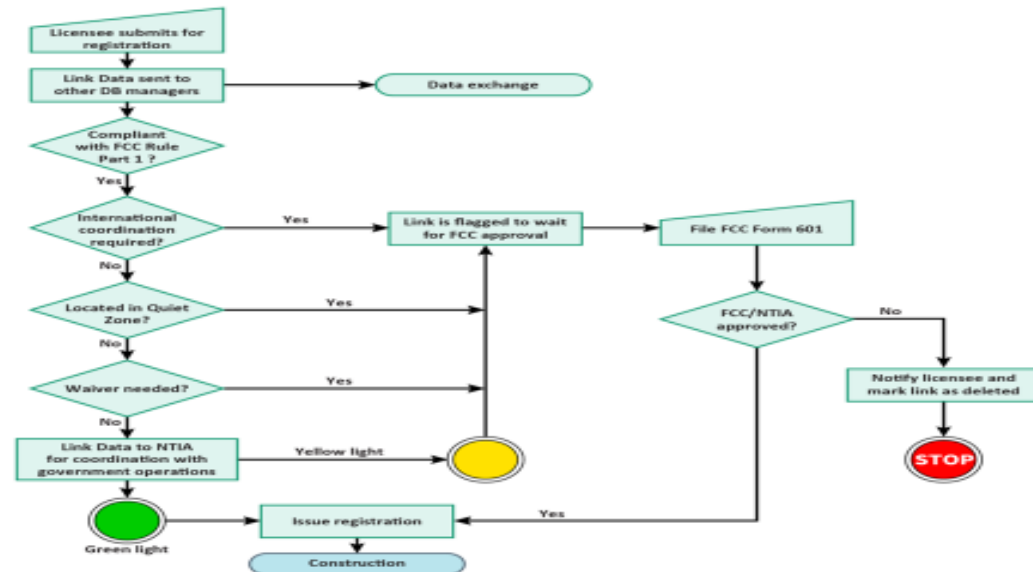 Licensee submits for
registration
Link Data sent to
other DB managers
Data exchange
Compliant
with FCC Rule
Part 1 ?
Yes
International
coordination
required?
Yes
Link is flagged to wait
for FCC approval
File FCC Form 601
No
Located in Quiet
Zone?
Yes
FCC/NTIA
approved?
No
No
Waiver needed?
Yes
Notify licensee and
mark link as deleted
No
Link Data to NTIA
for coordination with
government operations
Yellow light
STOP
Green light
Issue registration
Yes
Construction